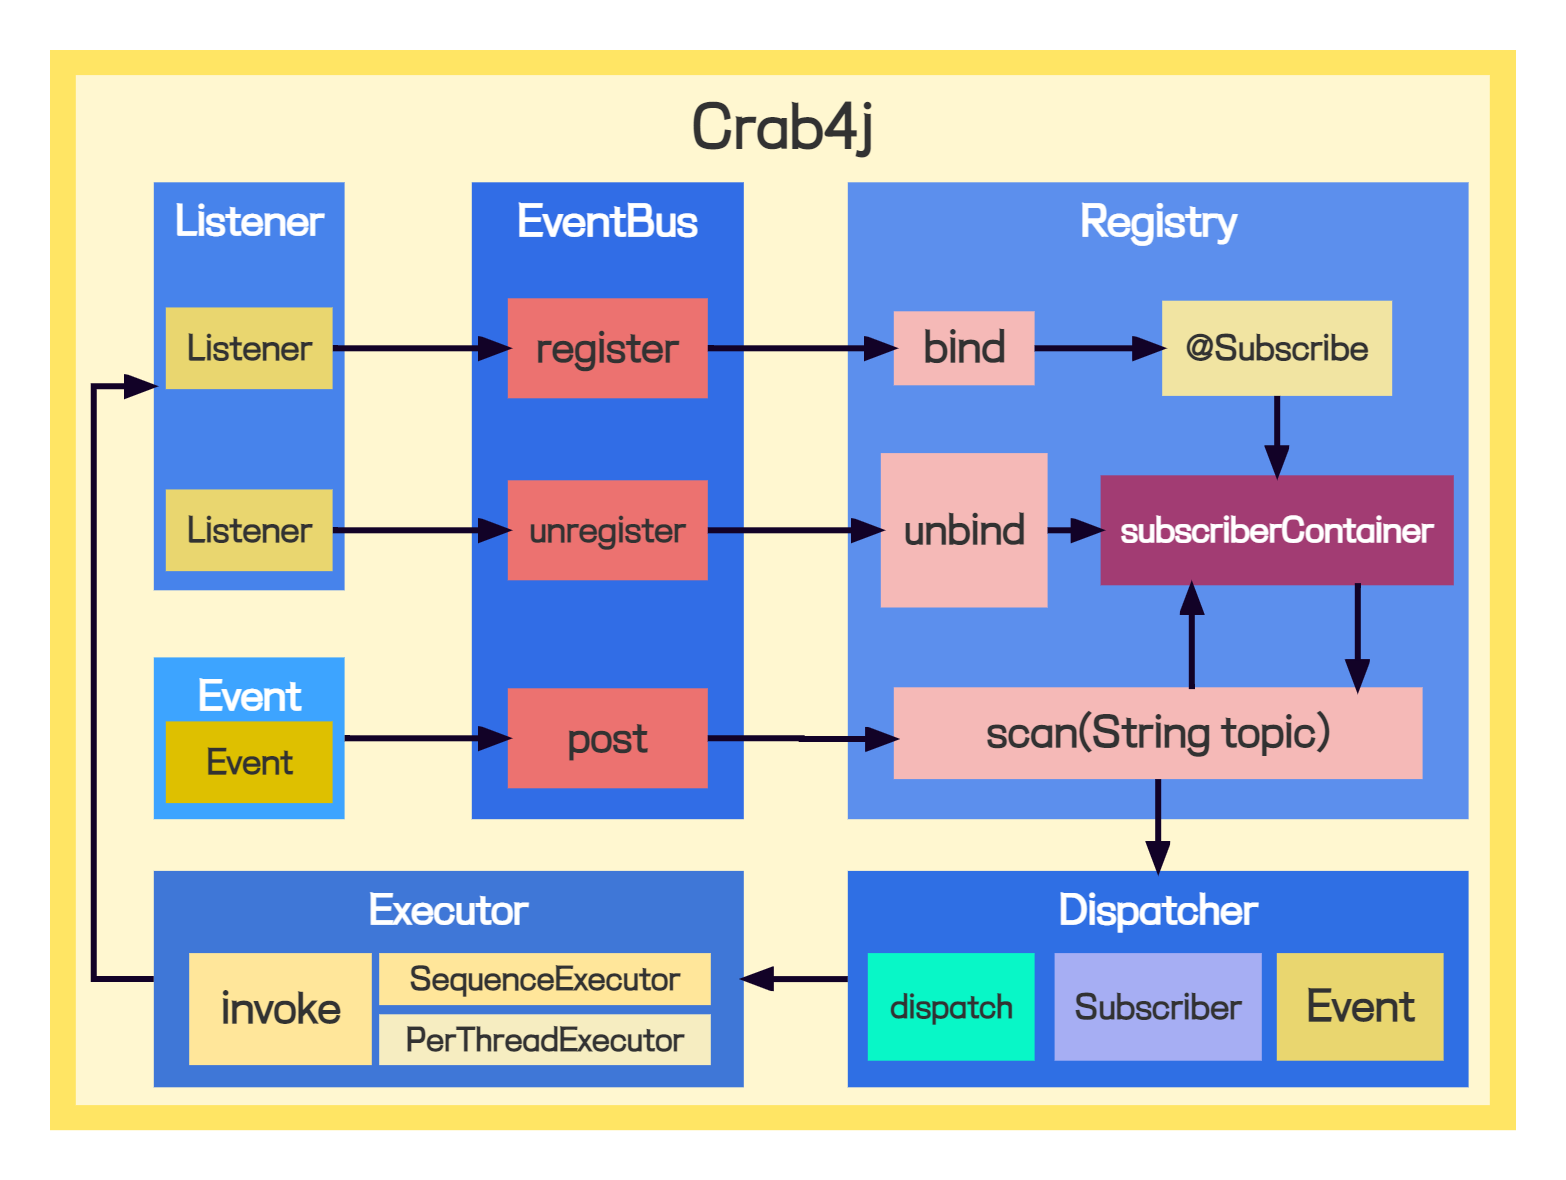 Crab4j
Listener
EventBus
Registry
Listener
register
bind
@Subscribe
Listener
unregister
unbind
subscriberContainer
Event
Event
post
scan(String topic)
Executor
invoke
SequenceExecutor
PerThreadExecutor
Dispatcher
dispatch
Subscriber
Event